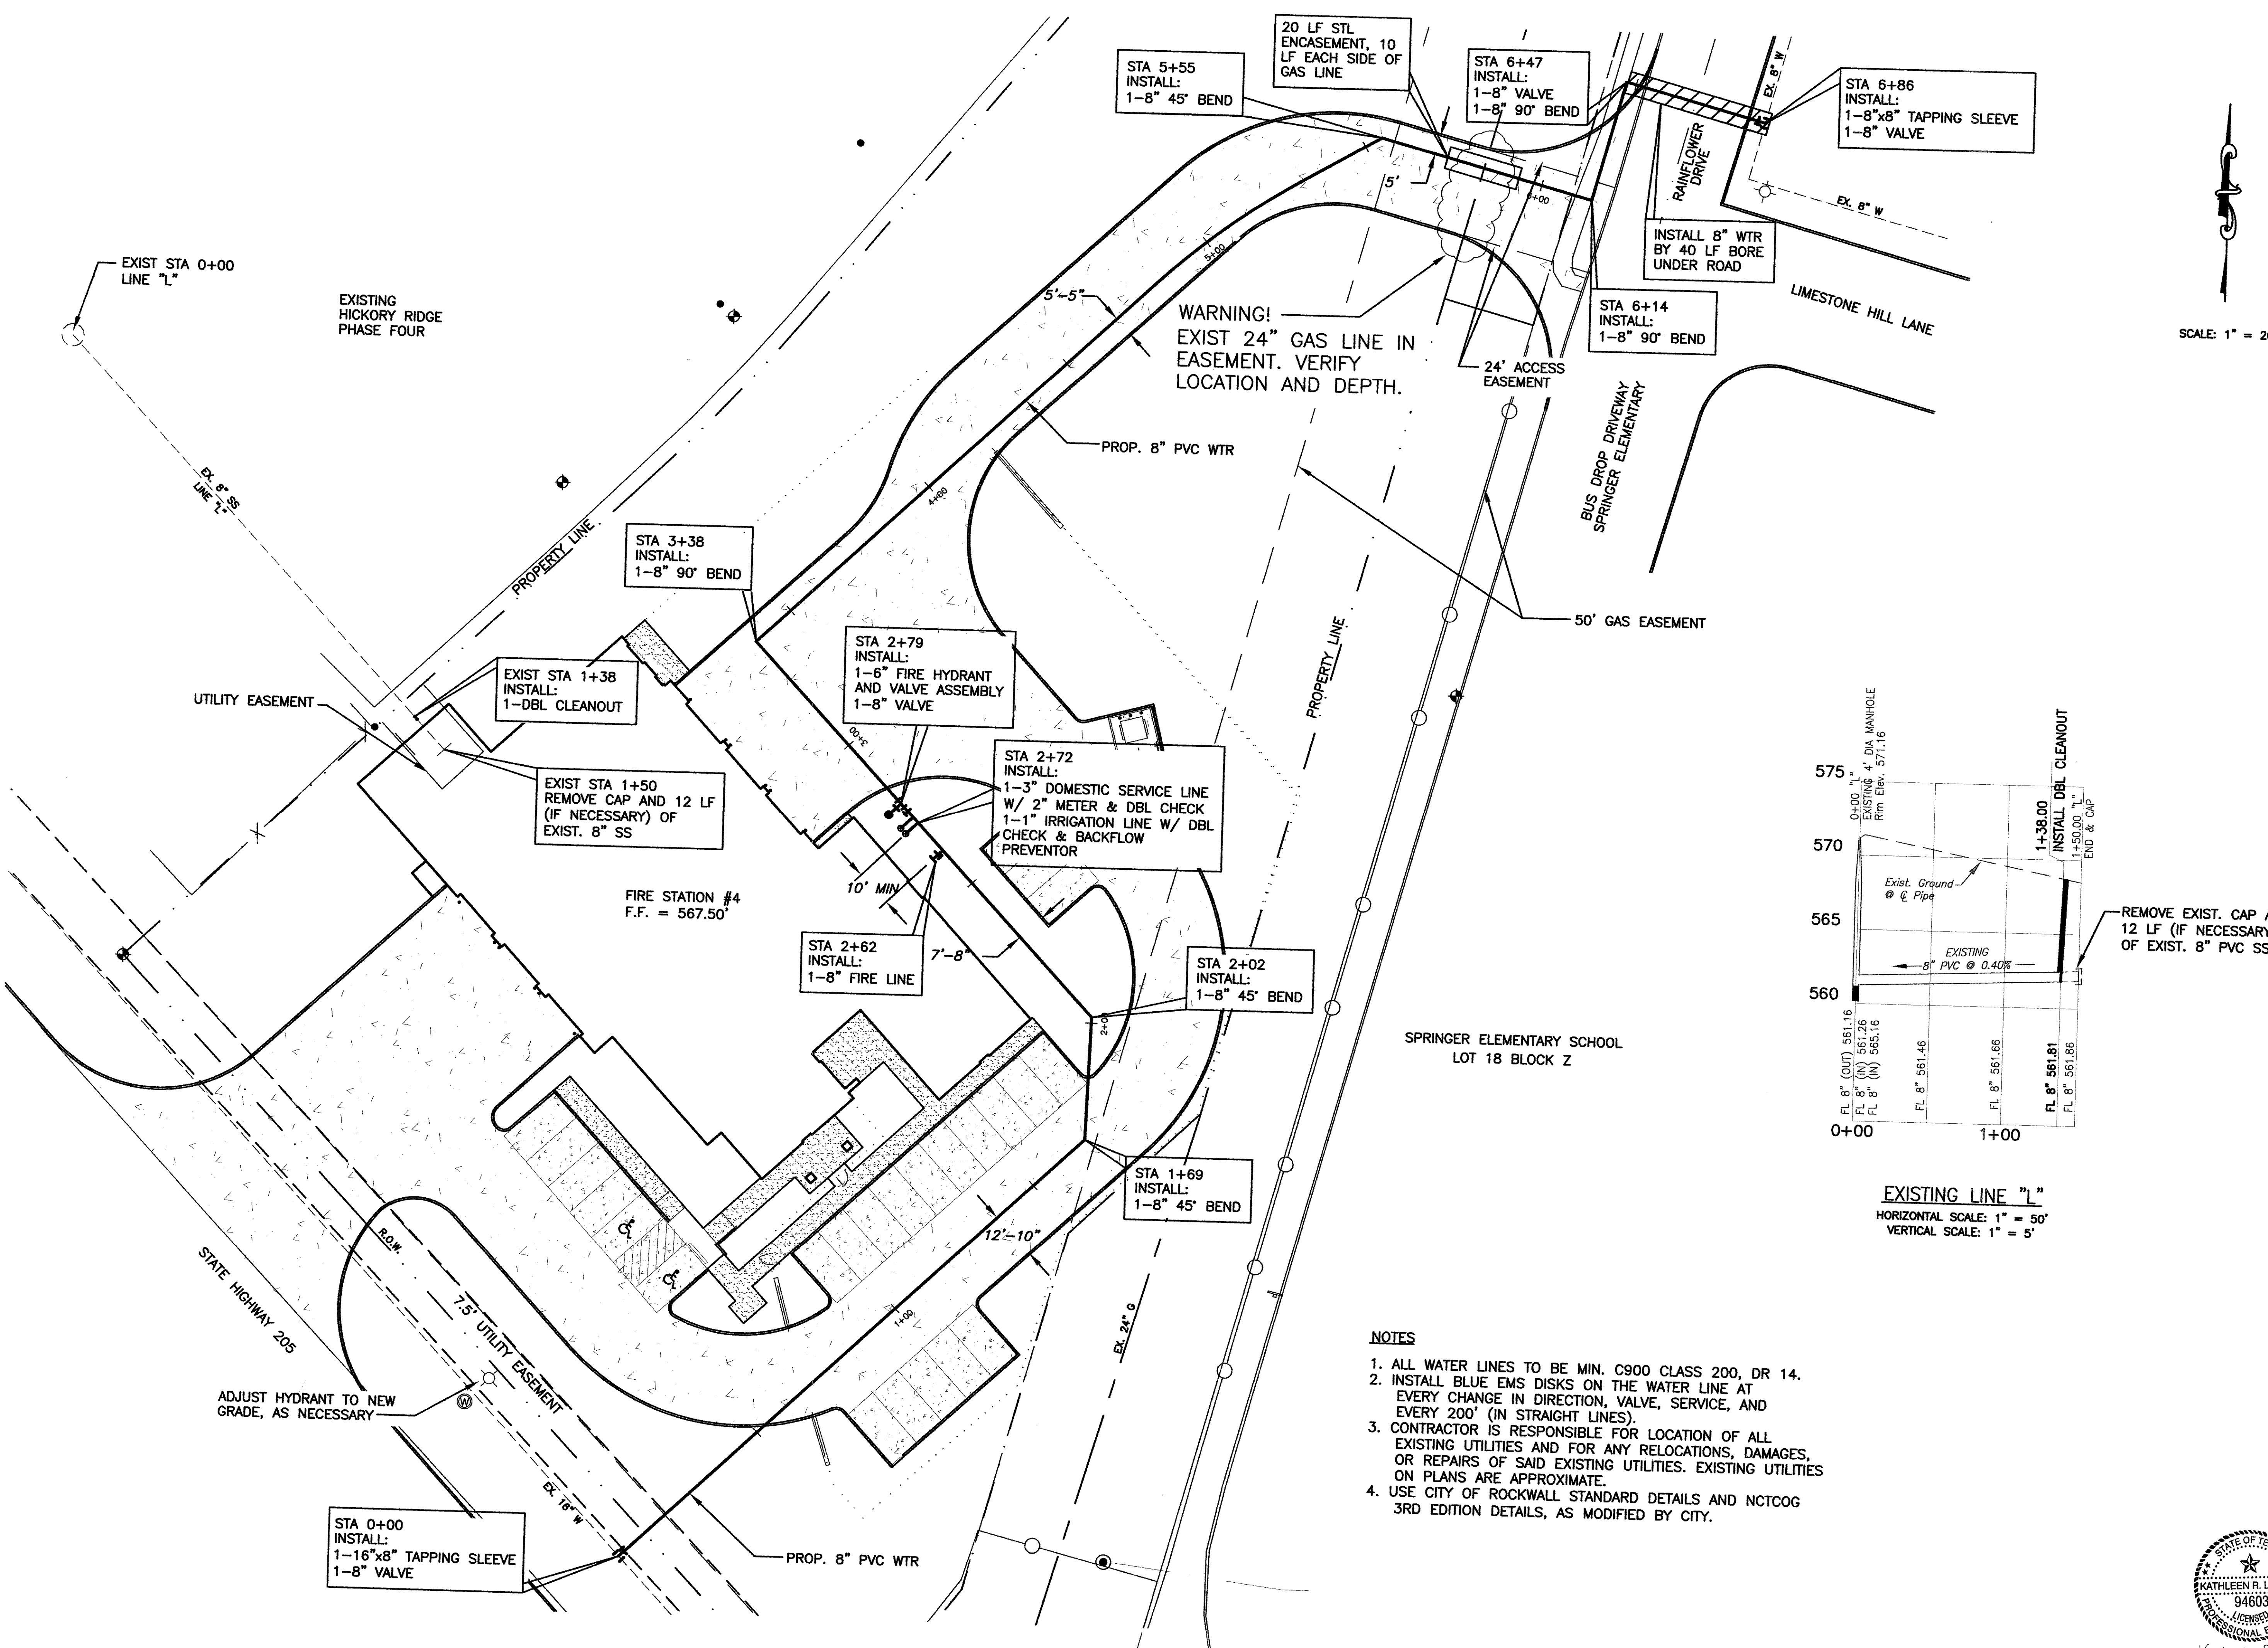 20 LF STL
ENCASEMENT, 10
LF EACH SIDE OF
GAS LINE
STA 5+55
INSTALL:
1-8" 45° BEND
STA 6+47
INSTALL:
1-8" VALVE
1-8" 90° BEND
EX. 8" W
STA 6+86
INSTALL:
1-8"x8" TAPPING SLEEVE
1-8" VALVE
RAINFLOWER
DRIVE
5'
6+00
EX. 8" W
INSTALL 8" WTR
BY 40 LF BORE
UNDER ROAD
SCALE: 1" =
EXIST STA 0+00
LINE "L"
EXISTING
HICKORY RIDGE
PHASE FOUR
5+00
5'-5"
WARNING!
EXIST 24" GAS LINE IN
EASEMENT. VERIFY
LOCATION AND DEPTH.
STA 6+14
INSTALL:
1-8" 90° BEND
LIMESTONE HILL LANE
24' ACCESS
EASEMENT
BUS DROP DRIVEWAY
SPRINGER ELEMENTARY
PROP. 8" PVC WTR
EX. 8" SS
LINE "L"
4+00
PROPERTY LINE
STA 3+38
INSTALL:
1-8" 90° BEND
50' GAS EASEMENT
PROPERTY LINE
UTILITY EASEMENT
EXIST STA 1+38
INSTALL:
1-DBL CLEANOUT
STA 2+79
INSTALL:
1-6" FIRE HYDRANT
AND VALVE ASSEMBLY
1-8" VALVE
3+00
EXIST STA 1+50
REMOVE CAP AND 12 LF
(IF NECESSARY) OF
EXIST. 8" SS
STA 2+72
INSTALL:
1-3" DOMESTIC SERVICE LINE
W/ 2" METER & DBL CHECK
1-1" IRRIGATION LINE W/ DBL
CHECK & BACKFLOW
PREVENTOR
10' MIN
FIRE STATION #4
F.F. = 567.50'
STA 2+62
INSTALL:
1-8" FIRE LINE
7'-8"
STA 2+02
INSTALL:
1-8" 45° BEND
2+00
SPRINGER ELEMENTARY SCHOOL
LOT 18 BLOCK Z
STA 1+69
INSTALL:
1-8" 45° BEND
12'-10"
1+00
R.O.W.
STATE HIGHWAY 205
7.5' UTILITY EASEMENT
EX. 24" G
ADJUST HYDRANT TO NEW
GRADE, AS NECESSARY
W
EX. 16" W
STA 0+00
INSTALL:
1-16"x8" TAPPING SLEEVE
1-8" VALVE
PROP. 8" PVC WTR
575
570
565
560
0+00 "L"
EXISTING 4' DIA MANHOLE
Rim Elev. 571.16
1+38.00
INSTALL DBL CLEANOUT
1+50.00 "L"
END & CAP
Exist. Ground
@ ℄ Pipe
EXISTING
8" PVC @ 0.40%
REMOVE EXIST. CAP
12 LF (IF NECESSARY
OF EXIST. 8" PVC SS
FL 8" (OUT) 561.16
FL 8" (IN) 561.26
FL 8" (IN) 565.16
FL 8" 561.46
FL 8" 561.66
FL 8" 561.81
FL 8" 561.86
0+00
1+00
EXISTING LINE "L"
HORIZONTAL SCALE: 1" = 50'
VERTICAL SCALE: 1" = 5'
NOTES
1. ALL WATER LINES TO BE MIN. C900 CLASS 200, DR 14.
2. INSTALL BLUE EMS DISKS ON THE WATER LINE AT
EVERY CHANGE IN DIRECTION, VALVE, SERVICE, AND
EVERY 200' (IN STRAIGHT LINES).
3. CONTRACTOR IS RESPONSIBLE FOR LOCATION OF ALL
EXISTING UTILITIES AND FOR ANY RELOCATIONS, DAMAGES,
OR REPAIRS OF SAID EXISTING UTILITIES. EXISTING UTILITIES
ON PLANS ARE APPROXIMATE.
4. USE CITY OF ROCKWALL STANDARD DETAILS AND NCTCOG
3RD EDITION DETAILS, AS MODIFIED BY CITY.
STATE OF
KATHLEEN R.
94603
LICENSED
PROFESSIONAL